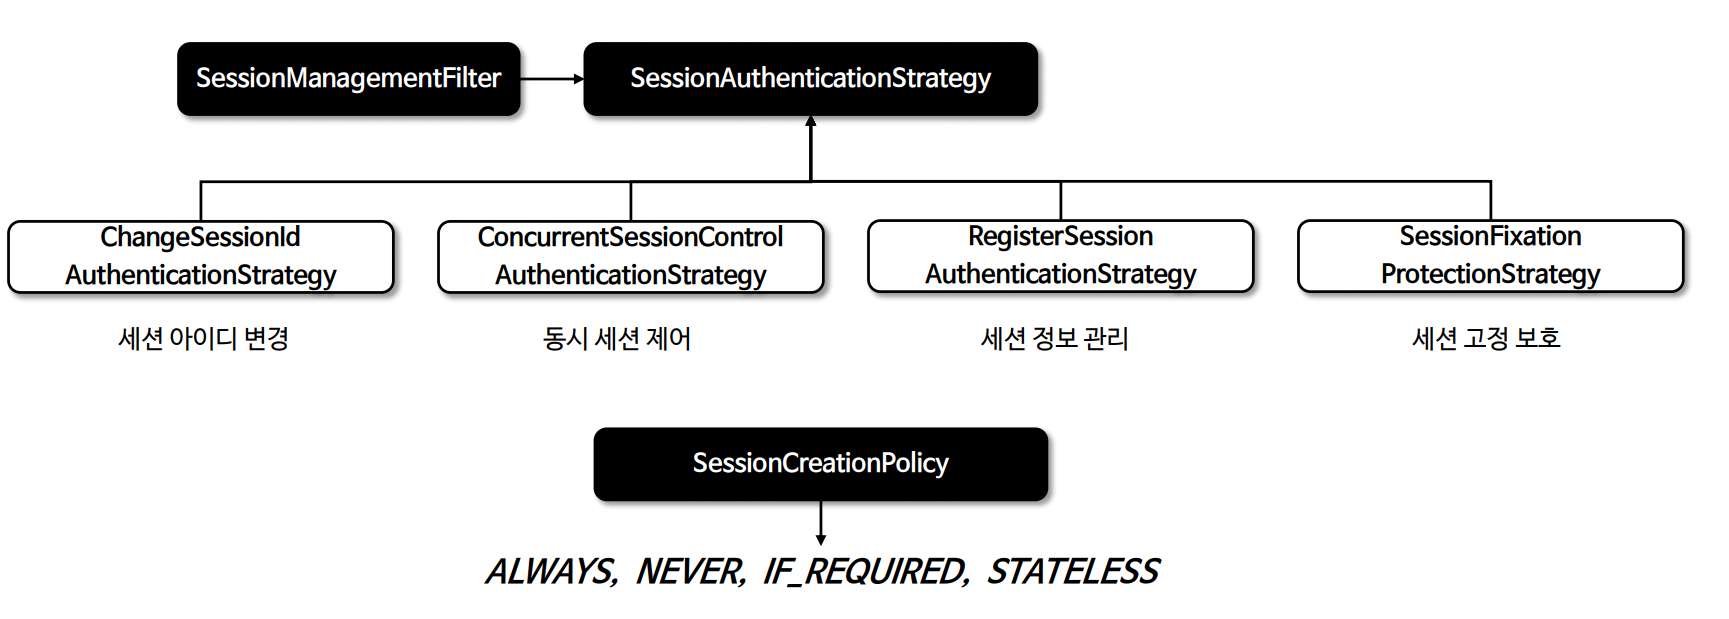 SessionManagementFilter
SessionAuthenticationStrategy
ChangeSessionId
AuthenticationStrategy
ConcurrentSessionControl
AuthenticationStrategy
RegisterSession
AuthenticationStrategy
SessionFixation
ProtectionStrategy
세션 아이디 변경
동시 세션 제어
세션 정보 관리
세션 고정 보호
SessionCreationPolicy
ALWAYS, NEVER, IF_REQUIRED, STATELESS